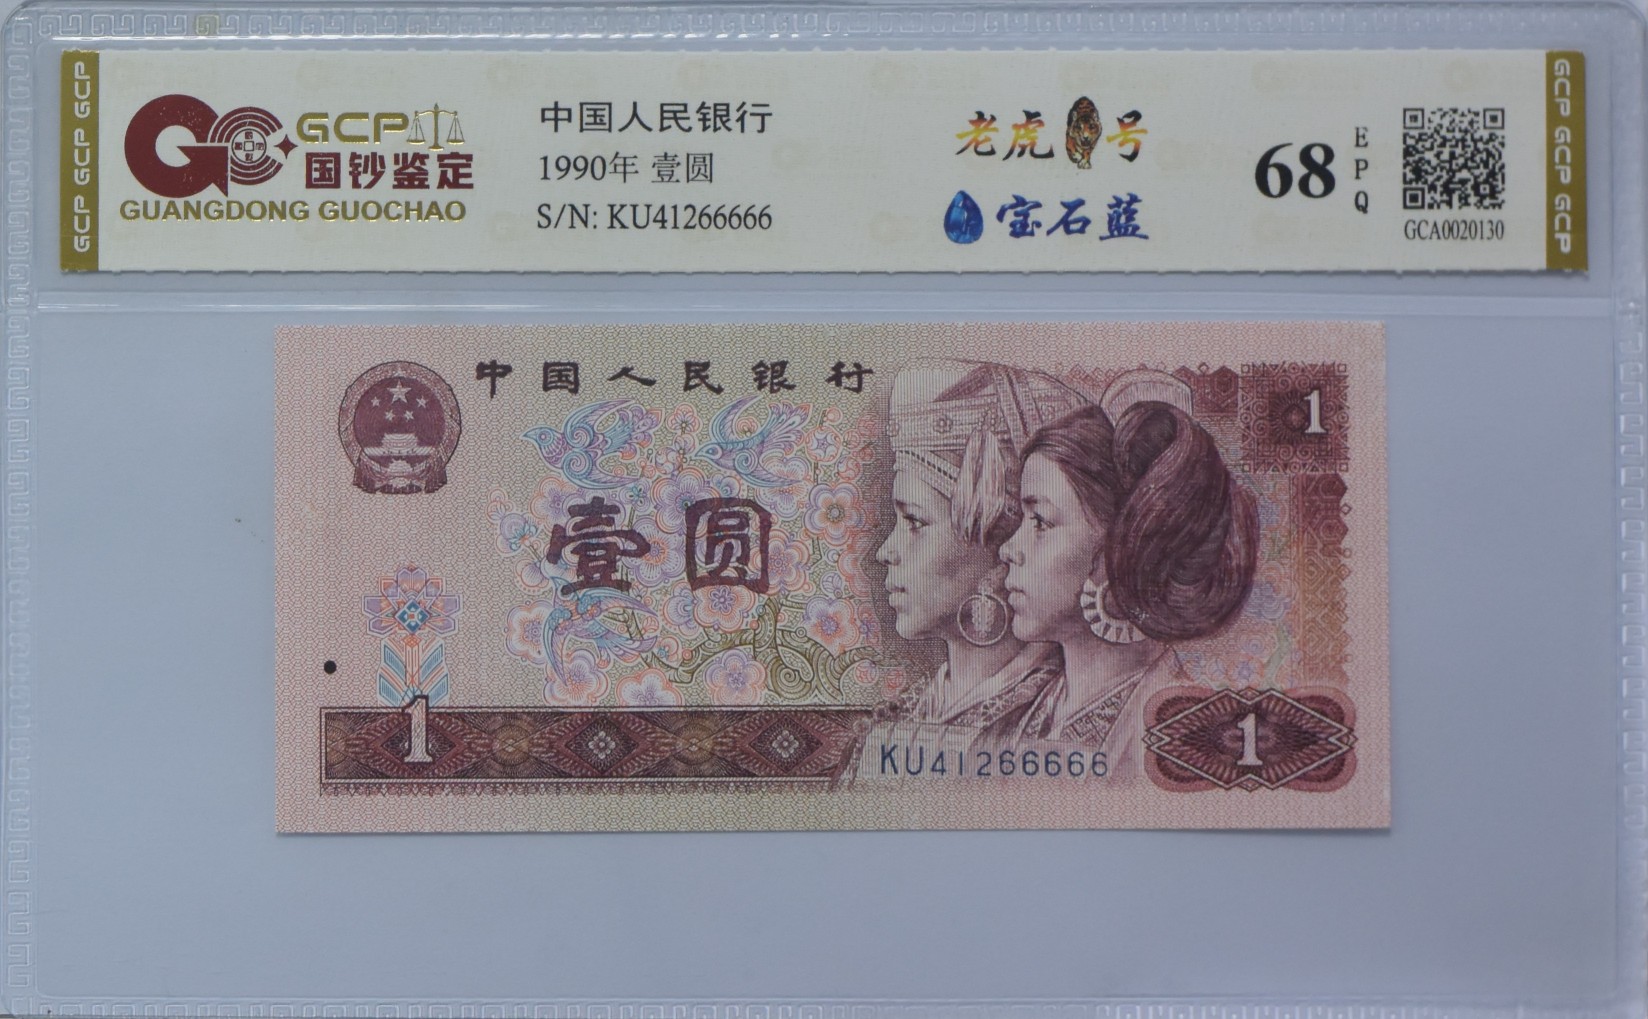 GCP GCP GCP
GCP
国钞鉴定
GUANGDONG GUOCHAO
中国人民银行
1990年 壹圆
S/N: KU41266666
老虎号
宝石蓝
68
EPQ
GCA0020130
GCP GCP GCP
中国人民银行
1
壹圆
1
KU41266666
1